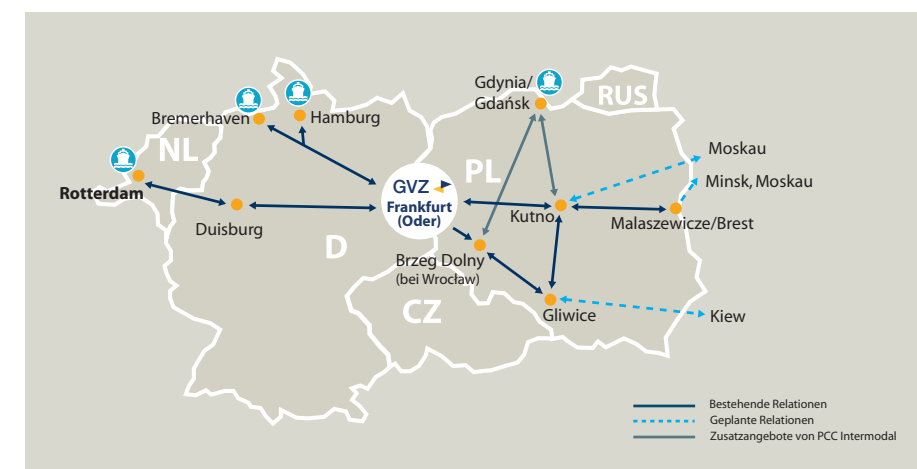 Gdynia/
Gdańsk
RUS
Bremerhaven
Hamburg
NL
Moskau
PL
Minsk, Moskau
Rotterdam
GVZ
Frankfurt
(Oder)
Kutno
Malaszewicze/Brest
Duisburg
D
Brzeg Dolny
(bei Wrocław)
CZ
Gliwice
Kiew
Bestehende Relationen
Geplante Relationen
Zusatzangebote von PCC Intermodal